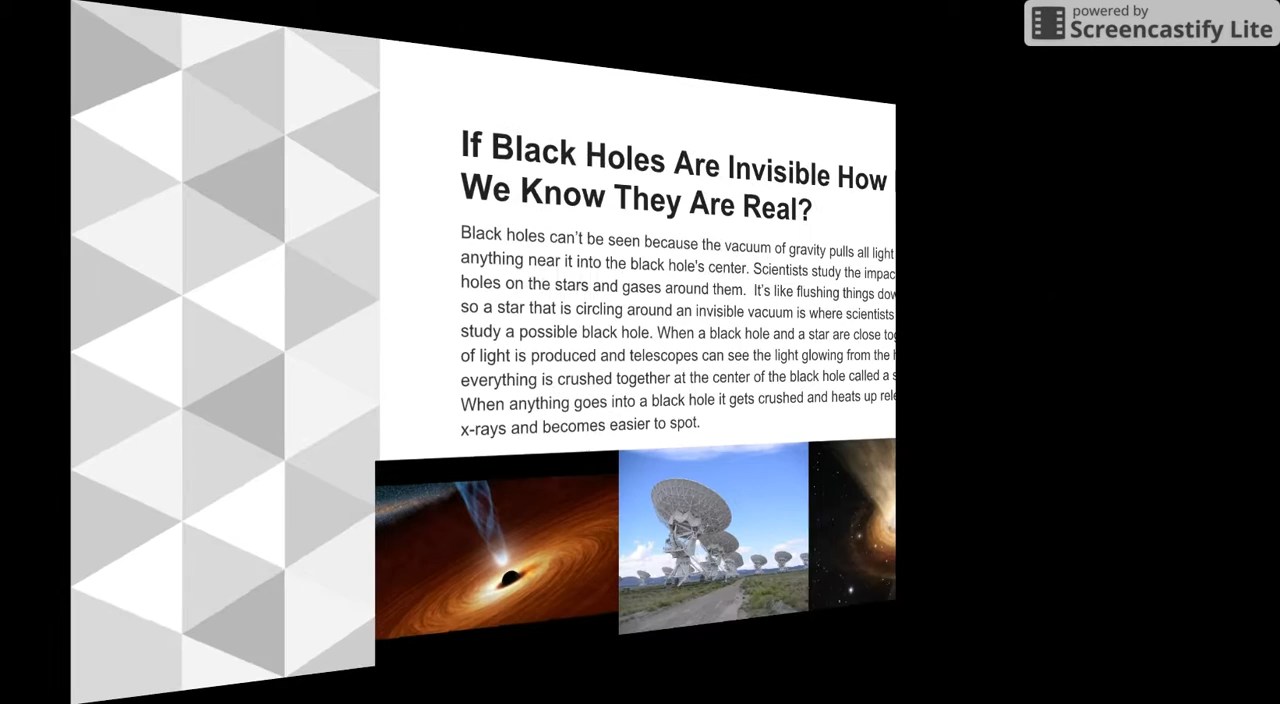 powered by
Screencastify Lite
If Black Holes Are Invisible How
We Know They Are Real?
Black holes can’t be seen because the vacuum of gravity pulls all light
anything near it into the black hole's center. Scientists study the
holes on the stars and gases around them.  It’s like flushing things
so a star that is circling around an invisible vacuum is where scientists
study a possible black hole. When a black hole and a star are close
of light is produced and telescopes can see the light glowing from the
everything is crushed together at the center of the black hole called a
When anything goes into a black hole it gets crushed and heats up
x-rays and becomes easier to spot.